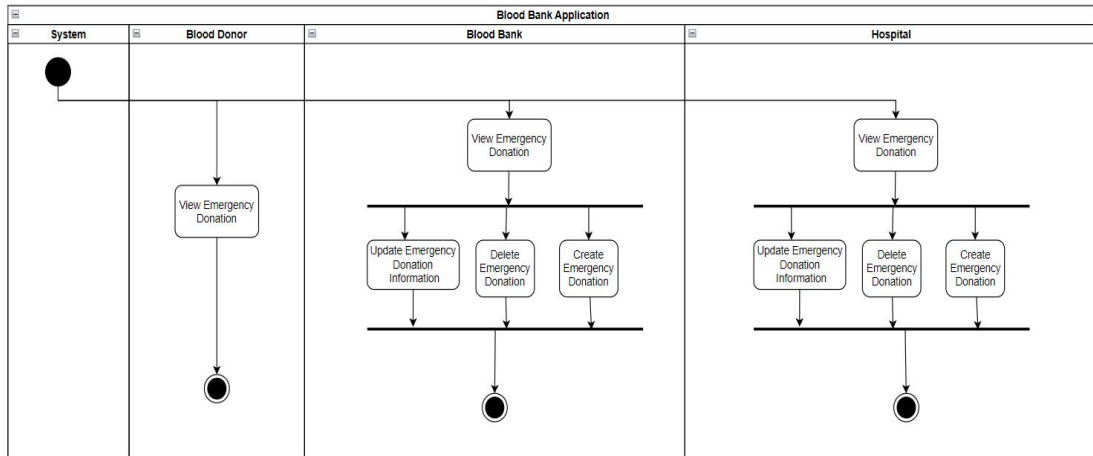 Blood Bank Application
System
Blood Donor
Blood Bank
Hospital
View Emergency
Donation
View Emergency
Donation
View Emergency
Donation
Update Emergency
Donation
Information
Delete
Emergency
Donation
Create
Emergency
Donation
Update Emergency
Donation
Information
Delete
Emergency
Donation
Create
Emergency
Donation